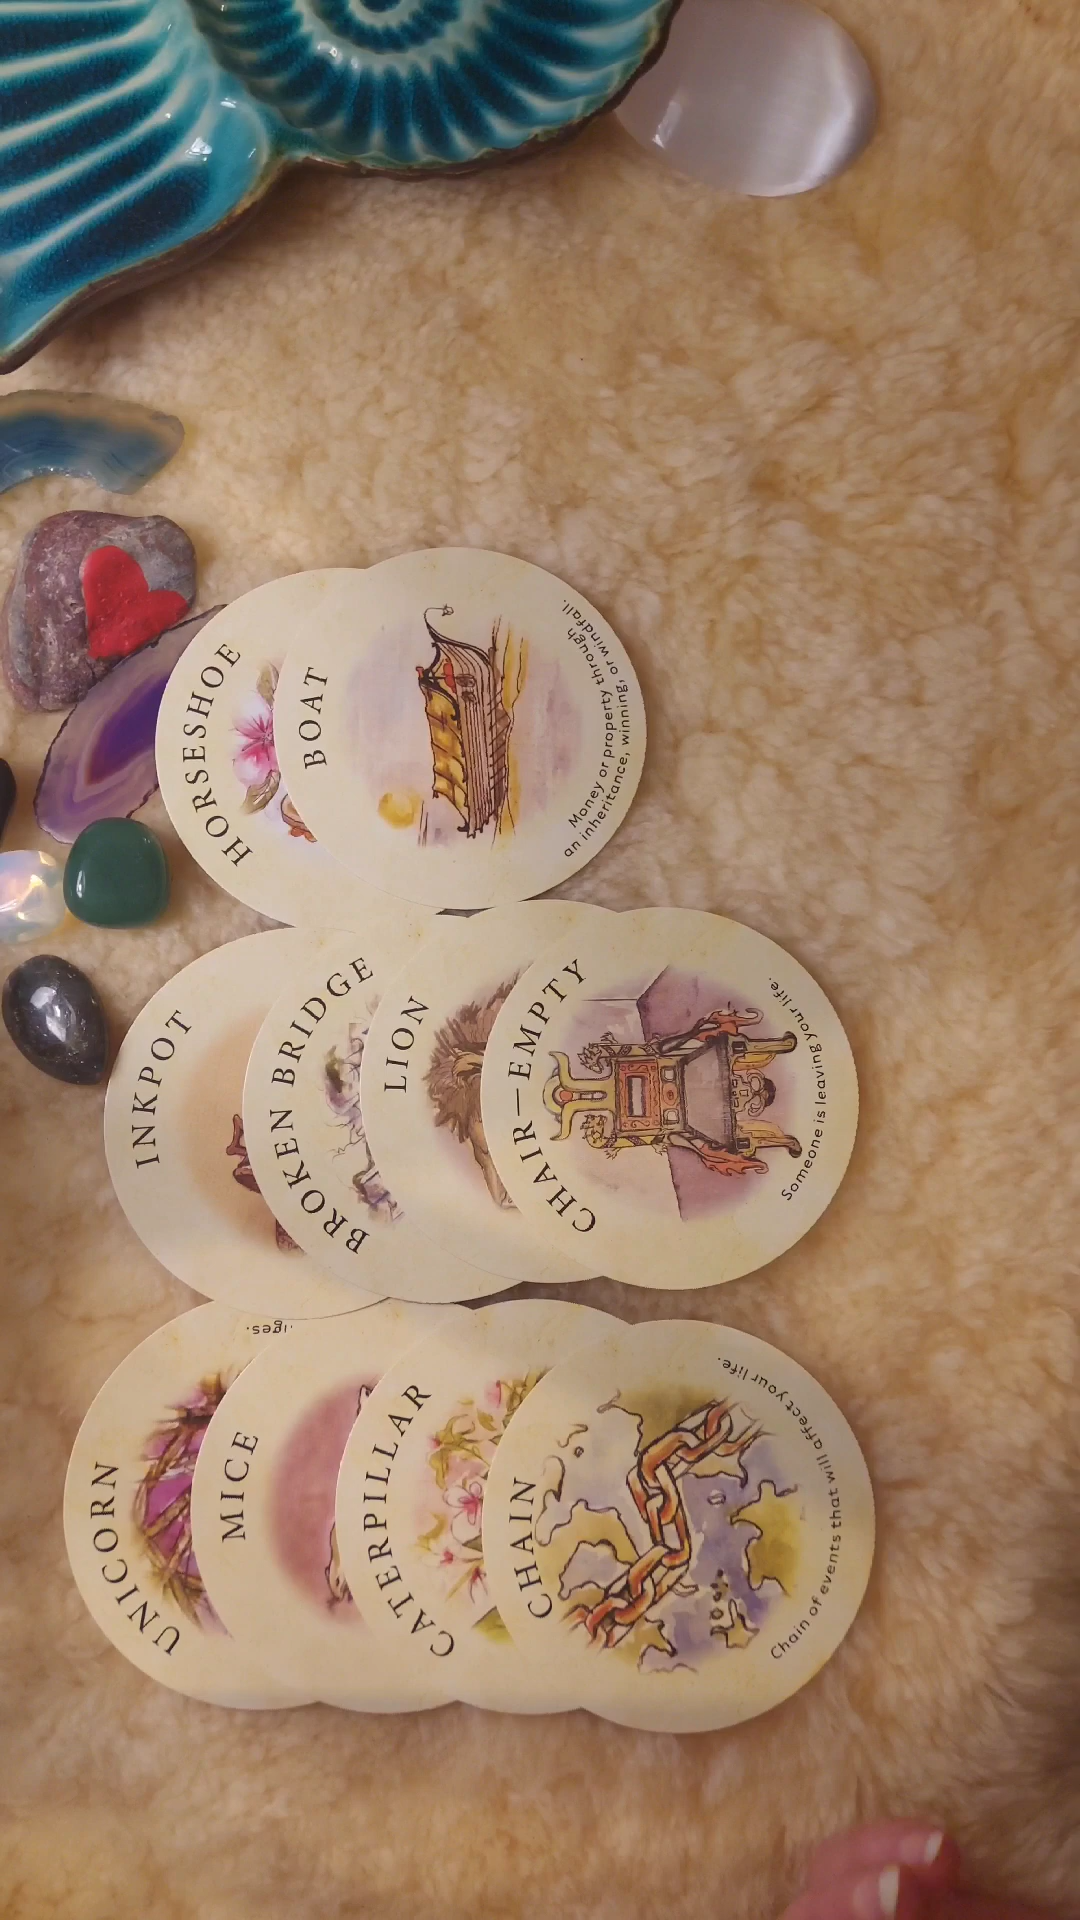 HORSESHOE
BOAT
Money or property through
an inheritance, winning, or windfall.
INKPOT
BROKEN BRIDGE
LION
CHAIR—EMPTY
Someone is leaving your life.
UNICORN
MICE
CATERPILLAR
CHAIN
Chain of events that will affect your life.